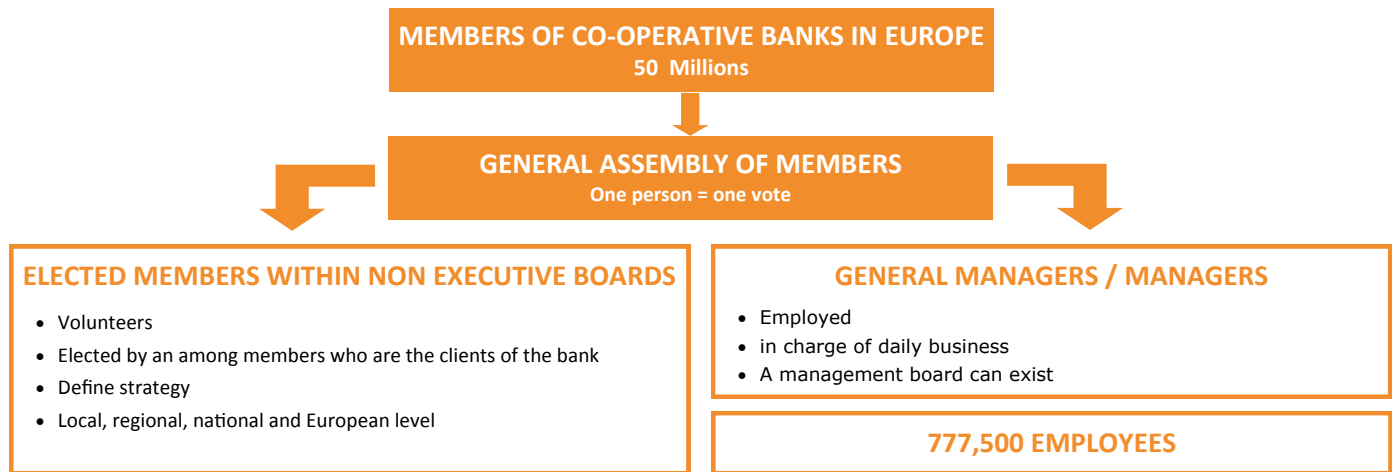 MEMBERS OF CO-OPERATIVE BANKS IN EUROPE
50 Millions
GENERAL ASSEMBLY OF MEMBERS
One person = one vote
ELECTED MEMBERS WITHIN NON EXECUTIVE BOARDS
• Volunteers
• Elected by an among members who are the clients of the bank
• Define strategy
• Local, regional, national and European level
GENERAL MANAGERS / MANAGERS
• Employed
• in charge of daily business
• A management board can exist
777,500 EMPLOYEES